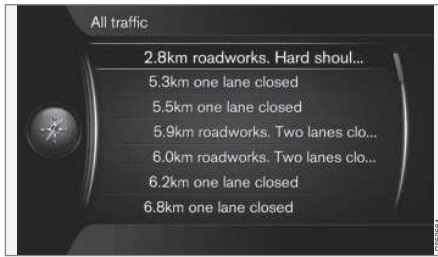 All traffic
2.8km roadworks. Hard shoul...
5.3km one lane closed
5.5km one lane closed
5.9km roadworks. Two lanes clo...
6.0km roadworks. Two lanes clo...
6.2km one lane closed
6.8km one lane closed